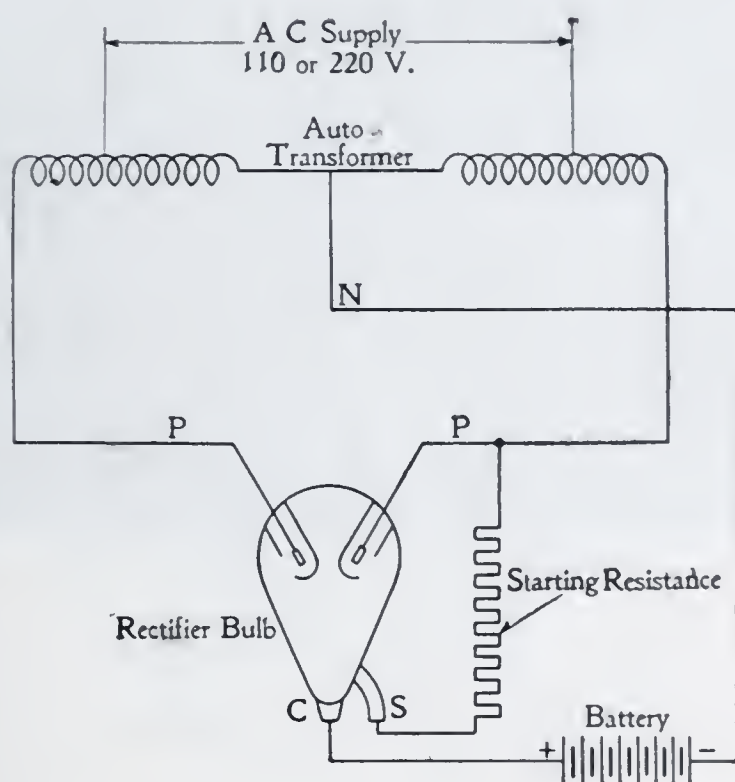 A C Supply
110 or 220 V.
Auto
Transformer
N
P P
Starting Resistance
Rectifier Bulb
C S
Battery
+ −